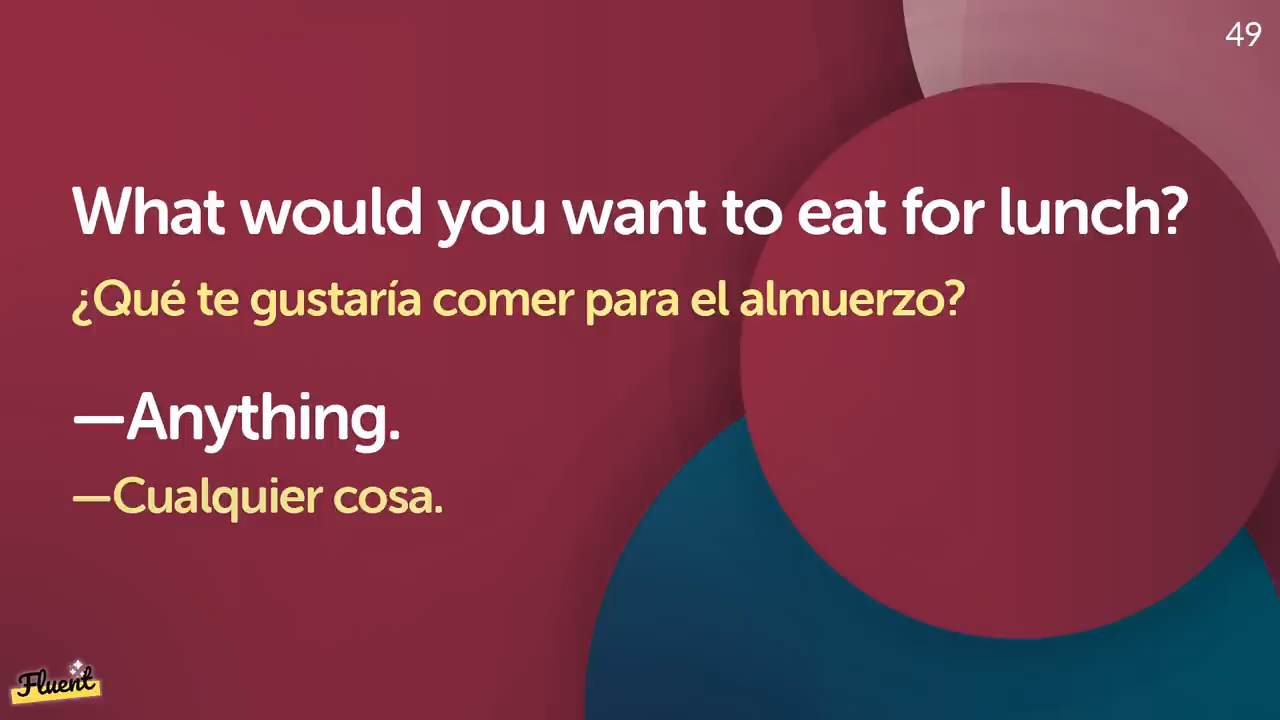 49
What would you want to eat for lunch?
¿Qué te gustaría comer para el almuerzo?
—Anything.
—Cualquier cosa.
Fluent